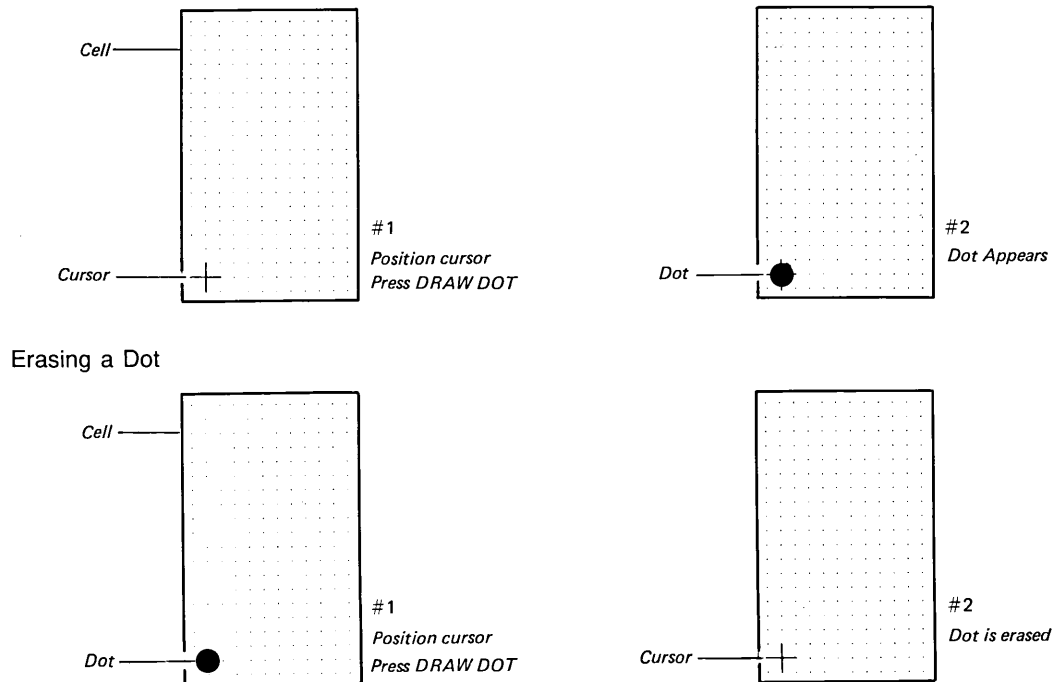 Cell
#1
Position cursor
Cursor
Press DRAW DOT
#2
Dot Appears
Dot
Erasing a Dot
Cell
#1
Position cursor
Dot
Press DRAW DOT
#2
Dot is erased
Cursor